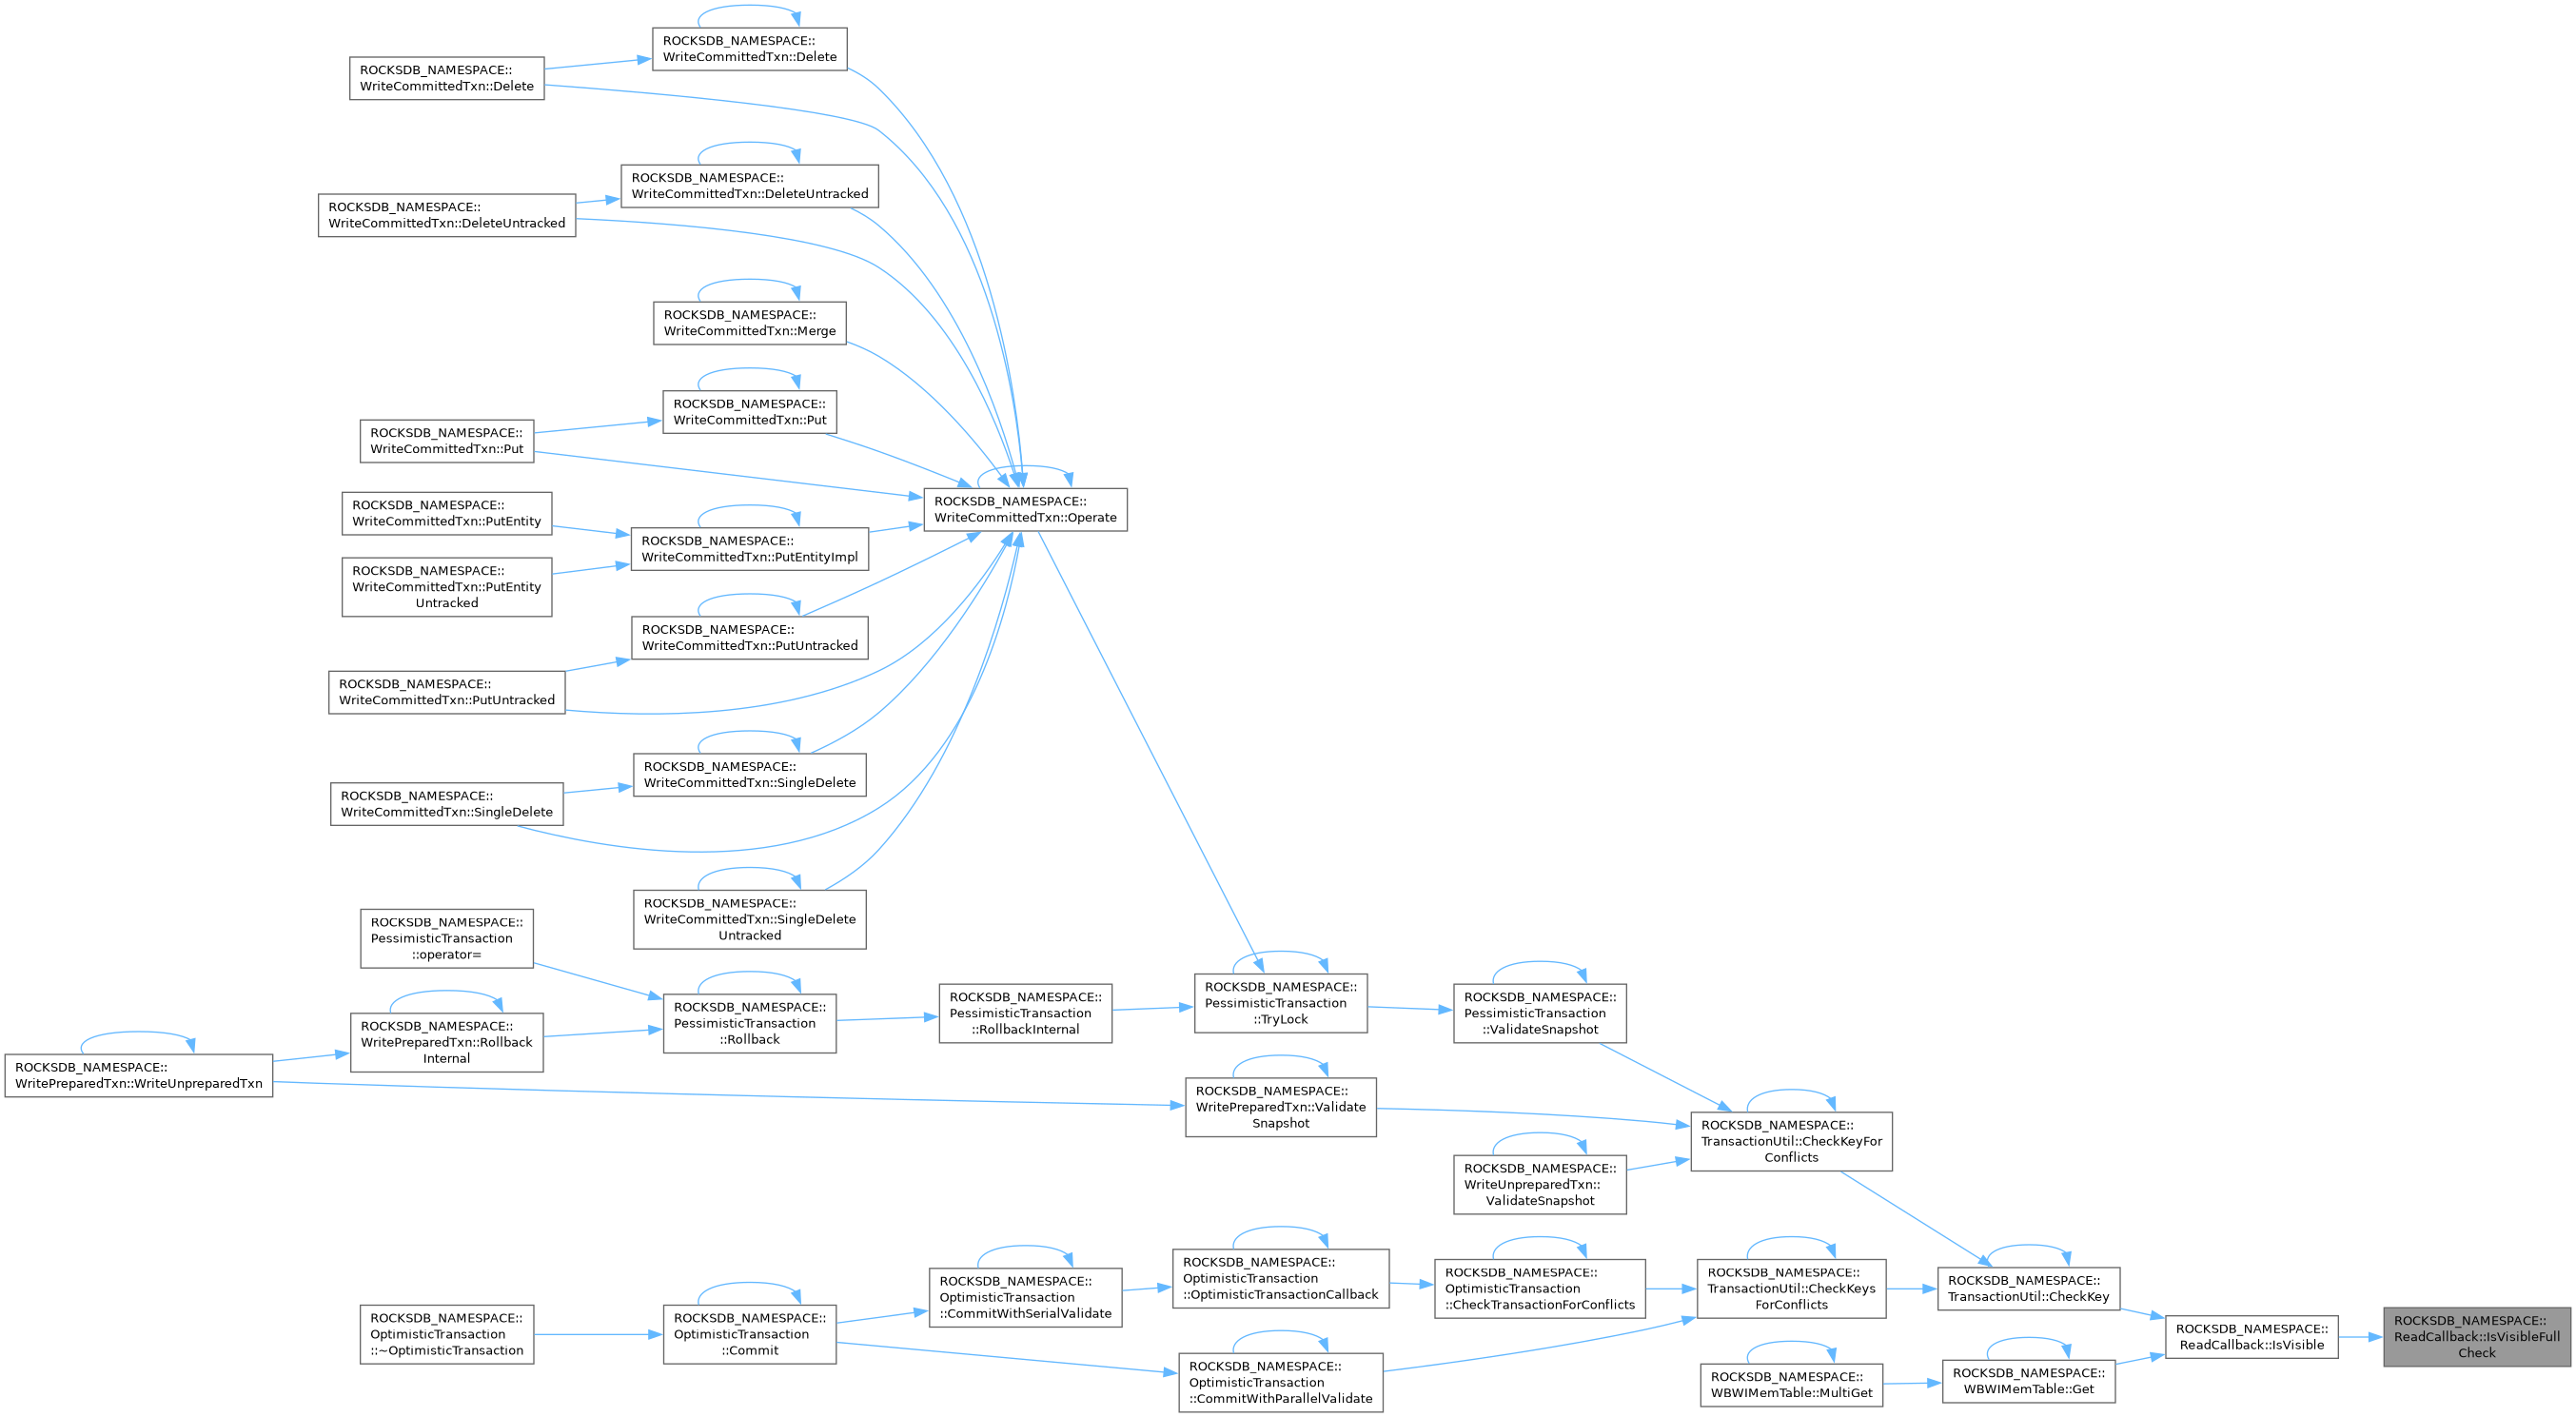 ROCKSDB_NAMESPACE::
WriteCommittedTxn::Delete
ROCKSDB_NAMESPACE::
WriteCommittedTxn::Delete
ROCKSDB_NAMESPACE::
WriteCommittedTxn::DeleteUntracked
ROCKSDB_NAMESPACE::
WriteCommittedTxn::DeleteUntracked
ROCKSDB_NAMESPACE::
WriteCommittedTxn::Merge
ROCKSDB_NAMESPACE::
WriteCommittedTxn::Put
ROCKSDB_NAMESPACE::
WriteCommittedTxn::Put
ROCKSDB_NAMESPACE::
WriteCommittedTxn::Operate
ROCKSDB_NAMESPACE::
WriteCommittedTxn::PutEntity
ROCKSDB_NAMESPACE::
WriteCommittedTxn::PutEntityImpl
ROCKSDB_NAMESPACE::
WriteCommittedTxn::PutEntity
Untracked
ROCKSDB_NAMESPACE::
WriteCommittedTxn::PutUntracked
ROCKSDB_NAMESPACE::
WriteCommittedTxn::PutUntracked
ROCKSDB_NAMESPACE::
WriteCommittedTxn::SingleDelete
ROCKSDB_NAMESPACE::
WriteCommittedTxn::SingleDelete
ROCKSDB_NAMESPACE::
WriteCommittedTxn::SingleDelete
Untracked
ROCKSDB_NAMESPACE::
PessimisticTransaction
::operator=
ROCKSDB_NAMESPACE::
PessimisticTransaction
::TryLock
ROCKSDB_NAMESPACE::
PessimisticTransaction
::RollbackInternal
ROCKSDB_NAMESPACE::
PessimisticTransaction
::ValidateSnapshot
ROCKSDB_NAMESPACE::
PessimisticTransaction
::Rollback
ROCKSDB_NAMESPACE::
WritePreparedTxn::Rollback
Internal
ROCKSDB_NAMESPACE::
WritePreparedTxn::WriteUnpreparedTxn
ROCKSDB_NAMESPACE::
WritePreparedTxn::Validate
Snapshot
ROCKSDB_NAMESPACE::
TransactionUtil::CheckKeyFor
Conflicts
ROCKSDB_NAMESPACE::
WriteUnpreparedTxn::
ValidateSnapshot
ROCKSDB_NAMESPACE::
OptimisticTransaction
::OptimisticTransactionCallback
ROCKSDB_NAMESPACE::
OptimisticTransaction
::CheckTransactionForConflicts
ROCKSDB_NAMESPACE::
TransactionUtil::CheckKeys
ForConflicts
ROCKSDB_NAMESPACE::
TransactionUtil::CheckKey
ROCKSDB_NAMESPACE::
OptimisticTransaction
::CommitWithSerialValidate
ROCKSDB_NAMESPACE::
OptimisticTransaction
::~OptimisticTransaction
ROCKSDB_NAMESPACE::
OptimisticTransaction
::Commit
ROCKSDB_NAMESPACE::
ReadCallback::IsVisible
ROCKSDB_NAMESPACE::
ReadCallback::IsVisibleFull
Check
ROCKSDB_NAMESPACE::
OptimisticTransaction
::CommitWithParallelValidate
ROCKSDB_NAMESPACE::
WBWIMemTable::MultiGet
ROCKSDB_NAMESPACE::
WBWIMemTable::Get